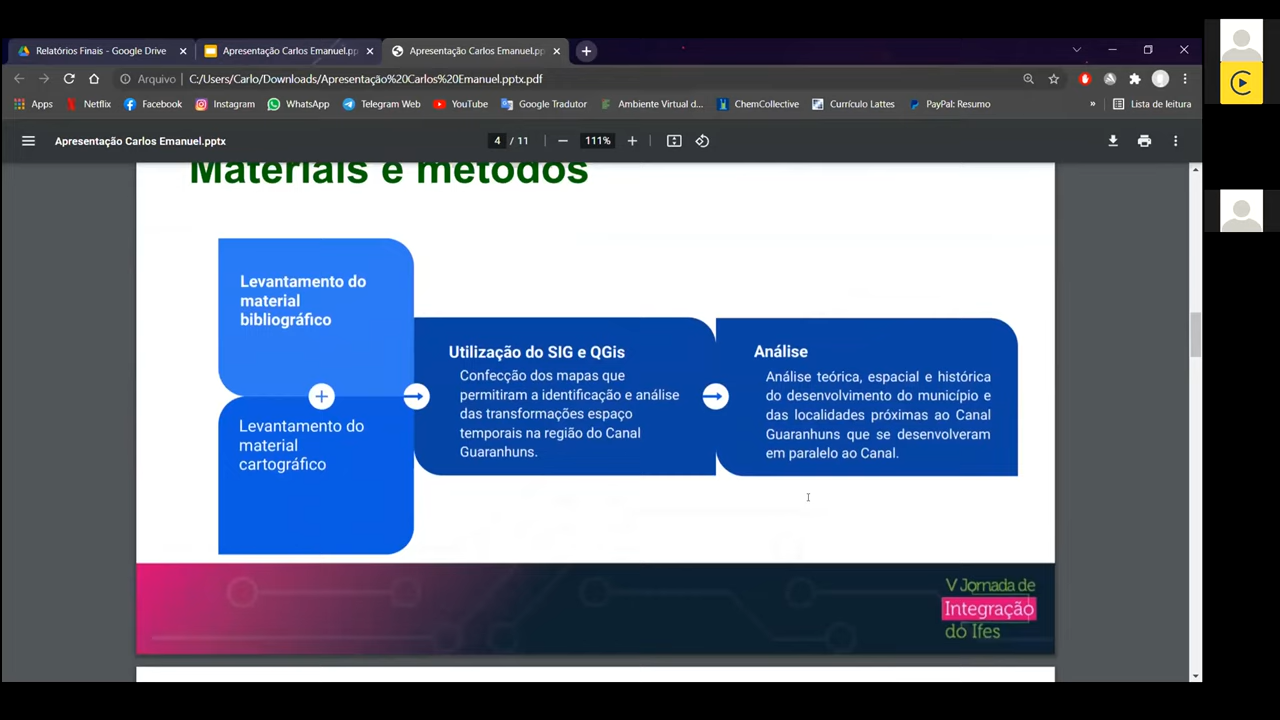 Relatórios Finais - Google Drive
Apresentação Carlos Emanuel.pp
Apresentação Carlos Emanuel.pp
Arquivo
C:/Users/Carlo/Downloads/Apresentação%20Carlos%20Emanuel.pptx.pdf
Apps
Netflix
Facebook
Instagram
WhatsApp
Telegram Web
YouTube
Google Tradutor
Ambiente Virtual d...
ChemCollective
Currículo Lattes
PayPal: Resumo
»
Lista de leitura
Apresentação Carlos Emanuel.pptx
4 / 11
111%
Materiais e métodos
Levantamento do
material
bibliográfico
Levantamento do
material
cartográfico
Utilização do SIG e QGis
Confecção dos mapas que
permitiram a identificação e análise
das transformações espaço
temporais na região do Canal
Guaranhuns.
Análise
Análise teórica, espacial e histórica
do desenvolvimento do município e
das localidades próximas ao Canal
Guaranhuns que se desenvolveram
em paralelo ao Canal.
V Jornada de
Integração
do Ifes